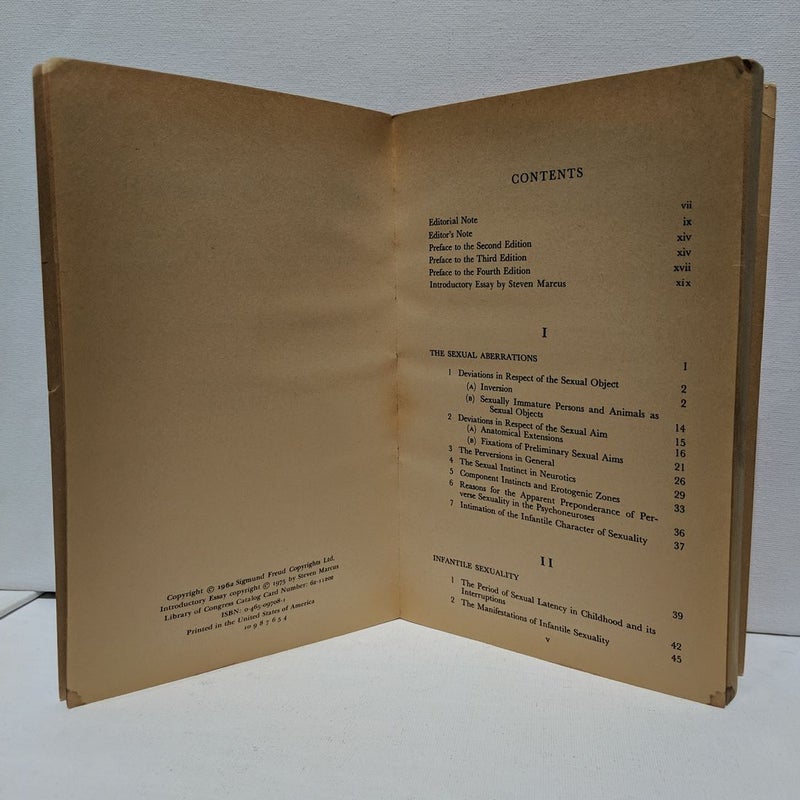 Copyright © 1962 Sigmund Freud Copyrights Ltd.
Introductory Essay copyright © 1975 by Steven Marcus
Library of Congress Catalog Card Number: 62-11202
ISBN: 0-465-09708-1
Printed in the United States of America
10 9 8 7 6 5 4
CONTENTS
Editorial Note vii
Editor's Note ix
Preface to the Second Edition xiv
Preface to the Third Edition xiv
Preface to the Fourth Edition xvii
Introductory Essay by Steven Marcus xix
I
THE SEXUAL ABERRATIONS 1
1 Deviations in Respect of the Sexual Object 2
(A) Inversion 2
(B) Sexually Immature Persons and Animals as
Sexual Objects 14
2 Deviations in Respect of the Sexual Aim 15
(A) Anatomical Extensions 16
(B) Fixations of Preliminary Sexual Aims 21
3 The Perversions in General 26
4 The Sexual Instinct in Neurotics 29
5 Component Instincts and Erotogenic Zones 33
6 Reasons for the Apparent Preponderance of Per-
verse Sexuality in the Psychoneuroses 36
7 Intimation of the Infantile Character of Sexuality 37
II
INFANTILE SEXUALITY 39
1 The Period of Sexual Latency in Childhood and its
Interruptions 42
2 The Manifestations of Infantile Sexuality 45
v